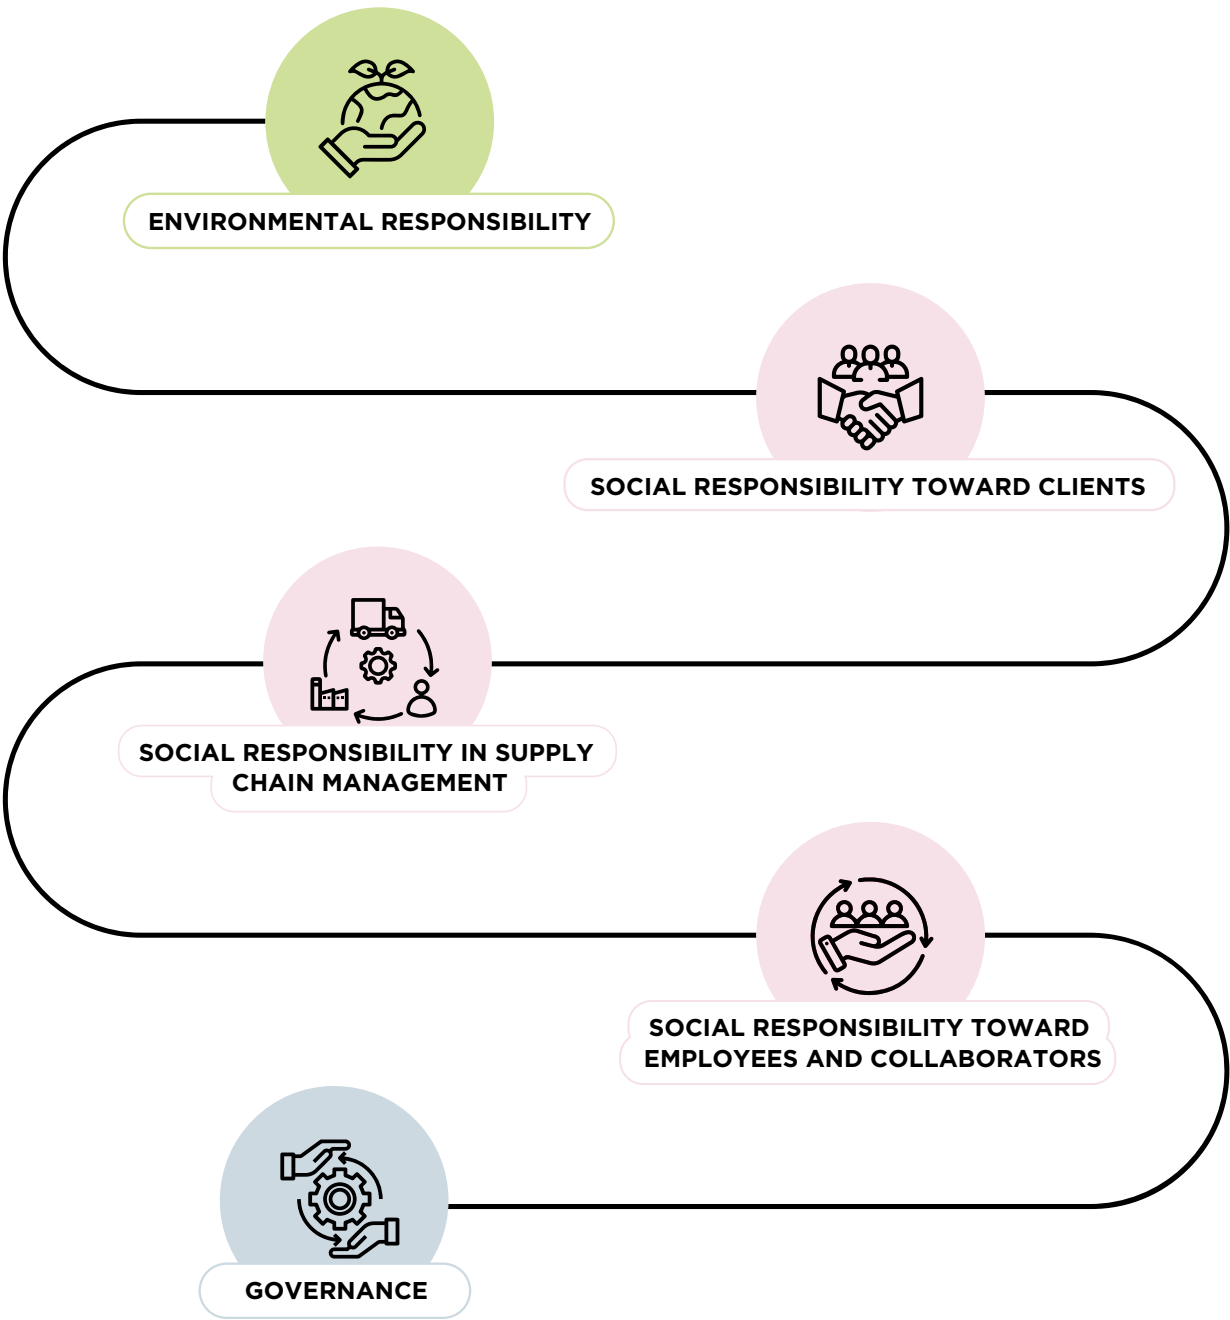 ENVIRONMENTAL RESPONSIBILITY
SOCIAL RESPONSIBILITY TOWARD CLIENTS
SOCIAL RESPONSIBILITY IN SUPPLY
CHAIN MANAGEMENT
SOCIAL RESPONSIBILITY TOWARD
EMPLOYEES AND COLLABORATORS
GOVERNANCE